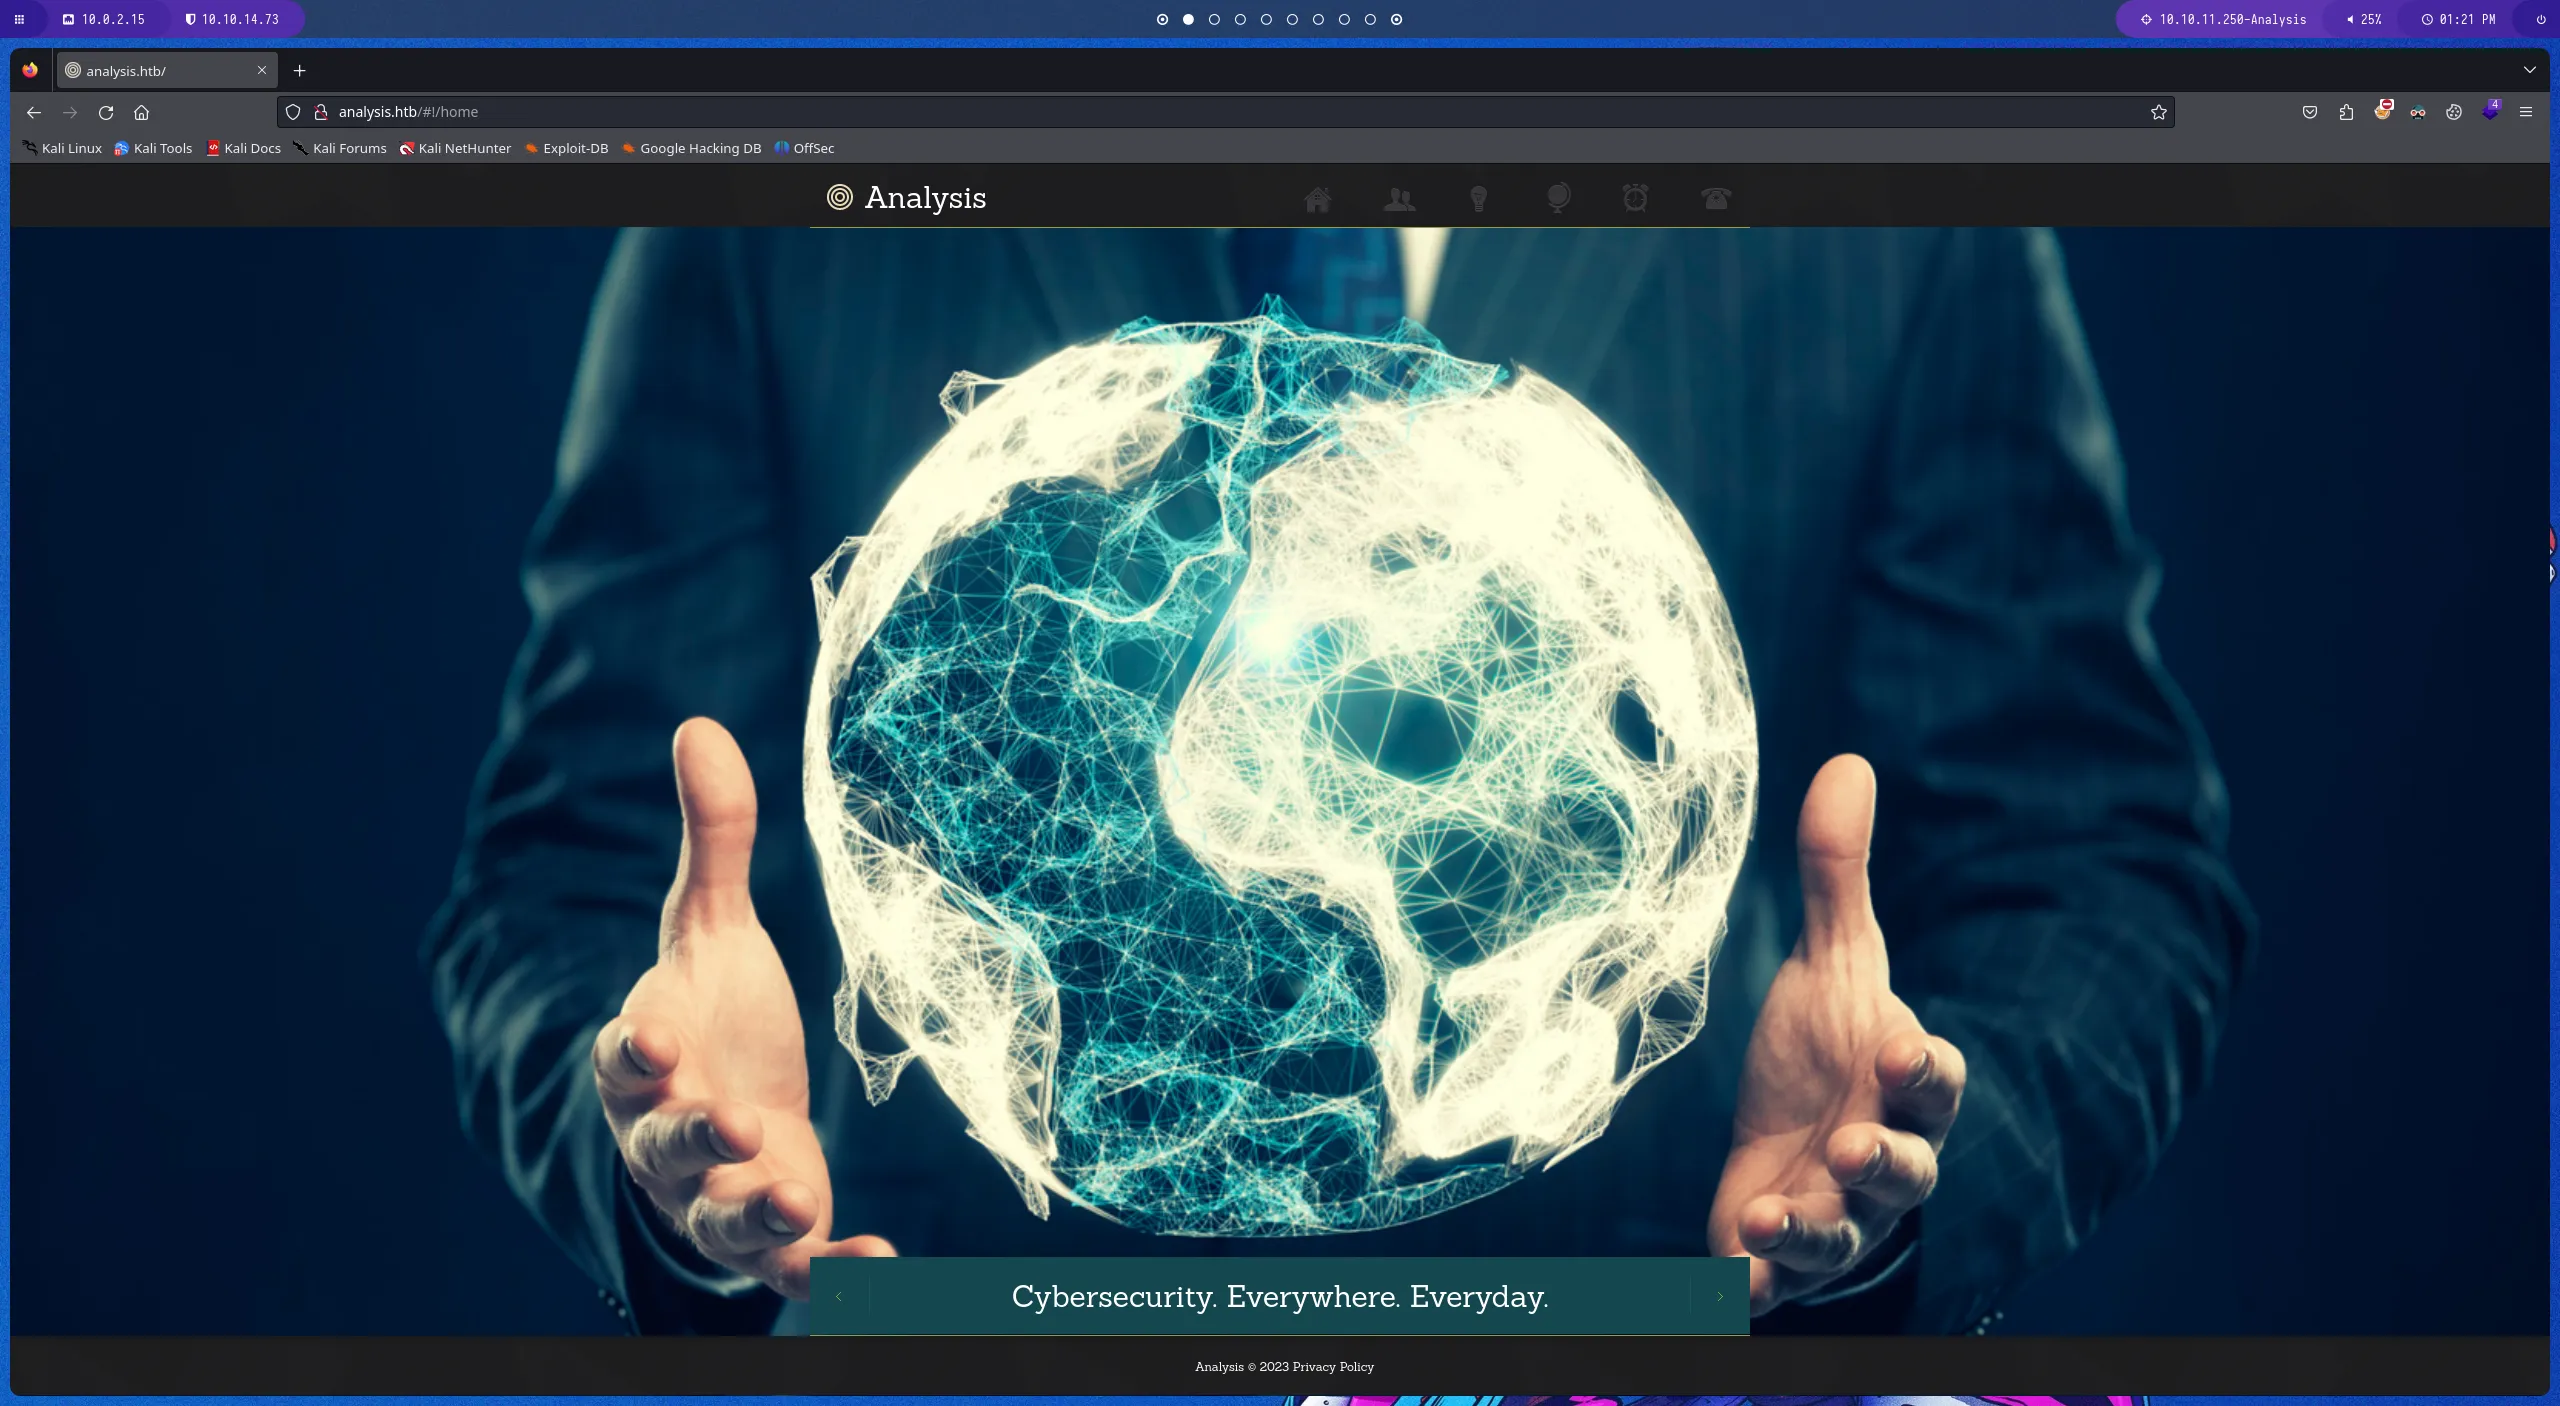 10.0.2.15 10.10.14.73 10.10.11.250-Analysis 25% 01:21 PM
analysis.htb/
analysis.htb/#!/home
4
Kali Linux Kali Tools Kali Docs Kali Forums Kali NetHunter Exploit-DB Google Hacking DB OffSec
Analysis
Cybersecurity. Everywhere. Everyday.
Analysis © 2023 Privacy Policy